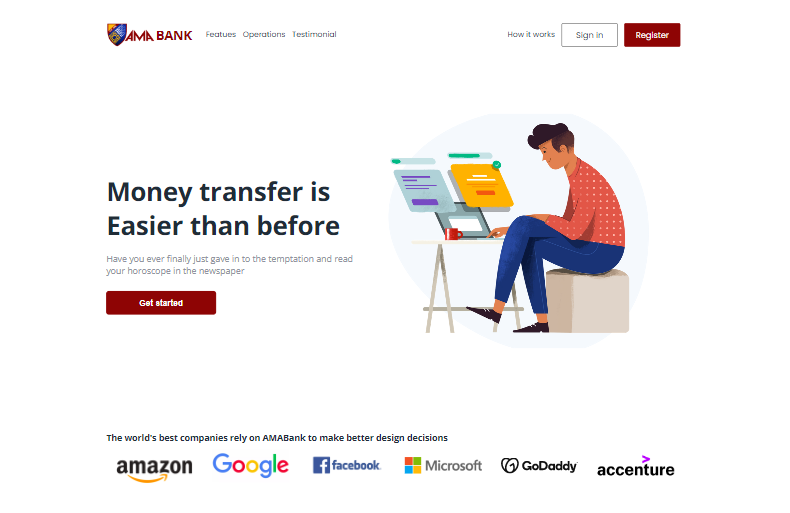 AMA BANK
Featues Operations Testimonial
How it works Sign in Register
Money transfer is
Easier than before
Have you ever finally just gave in to the temptation and read
your horoscope in the newspaper
Get started
The world's best companies rely on AMABank to make better design decisions
amazon Google facebook Microsoft GoDaddy accenture